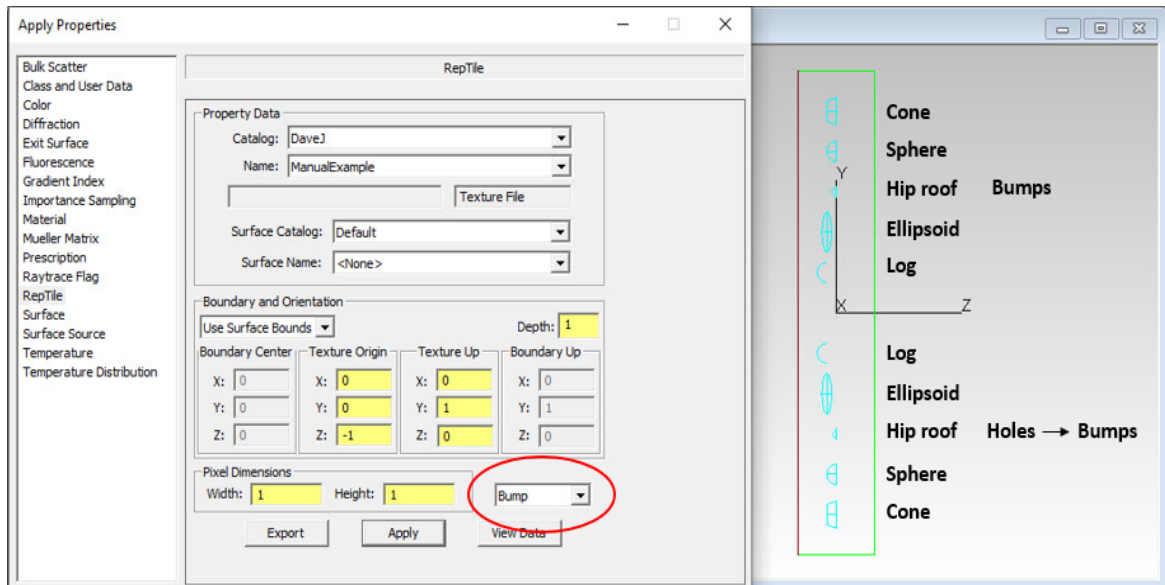 Apply Properties
Bulk Scatter
Class and User Data
Color
Diffraction
Exit Surface
Fluorescence
Gradient Index
Importance Sampling
Material
Mueller Matrix
Prescription
Raytrace Flag
RepTile
Surface
Surface Source
Temperature
Temperature Distribution
RepTile
Property Data
Catalog: DaveJ
Name: ManualExample
Texture File
Surface Catalog: Default
Surface Name: <None>
Boundary and Orientation
Use Surface Bounds Depth: 1
Boundary Center Texture Origin Texture Up Boundary Up
X: 0 X: 0 X: 0 X: 0
Y: 0 Y: 0 Y: 1 Y: 1
Z: 0 Z: -1 Z: 0 Z: 0
Pixel Dimensions
Width: 1 Height: 1 Bump
Export Apply View Data
Cone
Sphere
Y
Hip roof Bumps
Ellipsoid
Log
X Z
Log
Ellipsoid
Hip roof Holes → Bumps
Sphere
Cone